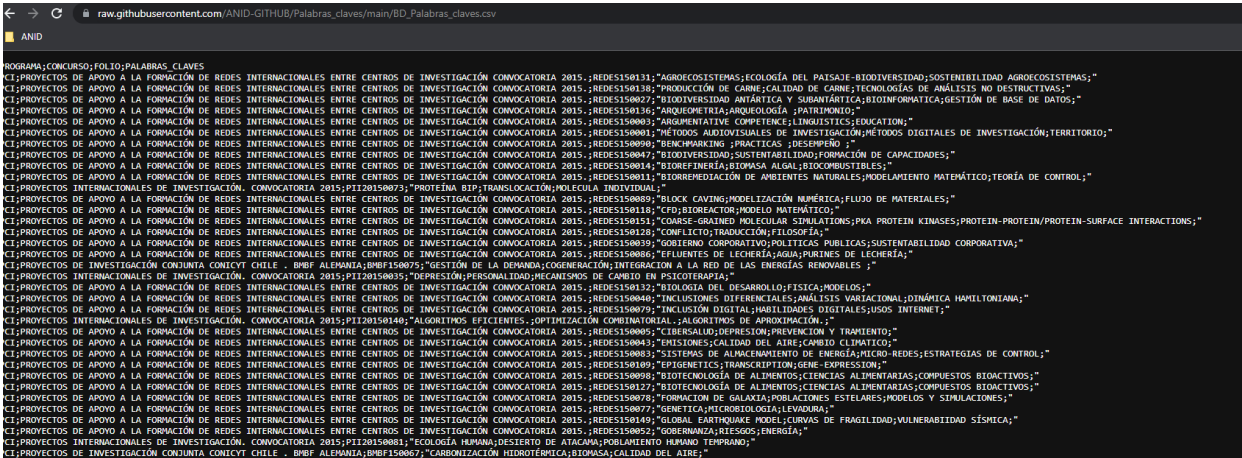 raw.githubusercontent.com/ANID-GITHUB/Palabras_claves/main/BD_Palabras_claves.csv
ANID
ROGRAMA;CONCURSO;FOLIO;PALABRAS_CLAVES
CI;PROYECTOS DE APOYO A LA FORMACIÓN DE REDES INTERNACIONALES ENTRE CENTROS DE INVESTIGACIÓN CONVOCATORIA 2015.;REDES150131;"AGROECOSISTEMAS;ECOLOGÍA DEL PAISAJE-BIODIVERSIDAD;SOSTENIBILIDAD AGROECOSISTEMAS;"
CI;PROYECTOS DE APOYO A LA FORMACIÓN DE REDES INTERNACIONALES ENTRE CENTROS DE INVESTIGACIÓN CONVOCATORIA 2015.;REDES150138;"PRODUCCIÓN DE CARNE;CALIDAD DE CARNE;TECNOLOGÍAS DE ANÁLISIS NO DESTRUCTIVAS;"
CI;PROYECTOS DE APOYO A LA FORMACIÓN DE REDES INTERNACIONALES ENTRE CENTROS DE INVESTIGACIÓN CONVOCATORIA 2015.;REDES150027;"BIODIVERSIDAD ANTÁRTICA Y SUBANTÁRTICA;BIOINFORMATICA;GESTIÓN DE BASE DE DATOS;"
CI;PROYECTOS DE APOYO A LA FORMACIÓN DE REDES INTERNACIONALES ENTRE CENTROS DE INVESTIGACIÓN CONVOCATORIA 2015.;REDES150136;"ARQUEOMETRIA;ARQUEOLOGÍA ;PATRIMONIO;"
CI;PROYECTOS DE APOYO A LA FORMACIÓN DE REDES INTERNACIONALES ENTRE CENTROS DE INVESTIGACIÓN CONVOCATORIA 2015.;REDES150003;"ARGUMENTATIVE COMPETENCE;LINGUISTICS;EDUCATION;"
CI;PROYECTOS DE APOYO A LA FORMACIÓN DE REDES INTERNACIONALES ENTRE CENTROS DE INVESTIGACIÓN CONVOCATORIA 2015.;REDES150001;"MÉTODOS AUDIOVISUALES DE INVESTIGACIÓN;MÉTODOS DIGITALES DE INVESTIGACIÓN;TERRITORIO;"
CI;PROYECTOS DE APOYO A LA FORMACIÓN DE REDES INTERNACIONALES ENTRE CENTROS DE INVESTIGACIÓN CONVOCATORIA 2015.;REDES150090;"BENCHMARKING ;PRACTICAS ;DESEMPEÑO ;"
CI;PROYECTOS DE APOYO A LA FORMACIÓN DE REDES INTERNACIONALES ENTRE CENTROS DE INVESTIGACIÓN CONVOCATORIA 2015.;REDES150047;"BIODIVERSIDAD;SUSTENTABILIDAD;FORMACIÓN DE CAPACIDADES;"
CI;PROYECTOS DE APOYO A LA FORMACIÓN DE REDES INTERNACIONALES ENTRE CENTROS DE INVESTIGACIÓN CONVOCATORIA 2015.;REDES150014;"BIOREFINERÍA;BIOMASA ALGAL;BIOCOMBUSTIBLES;"
CI;PROYECTOS DE APOYO A LA FORMACIÓN DE REDES INTERNACIONALES ENTRE CENTROS DE INVESTIGACIÓN CONVOCATORIA 2015.;REDES150011;"BIORREMEDIACIÓN DE AMBIENTES NATURALES;MODELAMIENTO MATEMÁTICO;TEORÍA DE CONTROL;"
CI;PROYECTOS INTERNACIONALES DE INVESTIGACIÓN. CONVOCATORIA 2015;PII20150073;"PROTEÍNA BIP;TRANSLOCACIÓN;MOLECULA INDIVIDUAL;"
CI;PROYECTOS DE APOYO A LA FORMACIÓN DE REDES INTERNACIONALES ENTRE CENTROS DE INVESTIGACIÓN CONVOCATORIA 2015.;REDES150089;"BLOCK CAVING;MODELIZACIÓN NUMÉRICA;FLUJO DE MATERIALES;"
CI;PROYECTOS DE APOYO A LA FORMACIÓN DE REDES INTERNACIONALES ENTRE CENTROS DE INVESTIGACIÓN CONVOCATORIA 2015.;REDES150118;"CFD;BIOREACTOR;MODELO MATEMÁTICO;"
CI;PROYECTOS DE APOYO A LA FORMACIÓN DE REDES INTERNACIONALES ENTRE CENTROS DE INVESTIGACIÓN CONVOCATORIA 2015.;REDES150151;"COARSE-GRAINED MOLECULAR SIMULATIONS;PKA PROTEIN KINASES;PROTEIN-PROTEIN/PROTEIN-SURFACE INTERACTIONS;"
CI;PROYECTOS DE APOYO A LA FORMACIÓN DE REDES INTERNACIONALES ENTRE CENTROS DE INVESTIGACIÓN CONVOCATORIA 2015.;REDES150128;"CONFLICTO;TRADUCCIÓN;FILOSOFÍA;"
CI;PROYECTOS DE APOYO A LA FORMACIÓN DE REDES INTERNACIONALES ENTRE CENTROS DE INVESTIGACIÓN CONVOCATORIA 2015.;REDES150039;"GOBIERNO CORPORATIVO;POLITICAS PUBLICAS;SUSTENTABILIDAD CORPORATIVA;"
CI;PROYECTOS DE APOYO A LA FORMACIÓN DE REDES INTERNACIONALES ENTRE CENTROS DE INVESTIGACIÓN CONVOCATORIA 2015.;REDES150086;"EFLUENTES DE LECHERÍA;AGUA;PURINES DE LECHERÍA;"
CI;PROYECTOS DE INVESTIGACIÓN CONJUNTA CONICYT CHILE . BMBF ALEMANIA;BMBF150075;"GESTIÓN DE LA DEMANDA;COGENERACIÓN;INTEGRACION A LA RED DE LAS ENERGÍAS RENOVABLES ;"
CI;PROYECTOS INTERNACIONALES DE INVESTIGACIÓN. CONVOCATORIA 2015;PII20150035;"DEPRESIÓN;PERSONALIDAD;MECANISMOS DE CAMBIO EN PSICOTERAPIA;"
CI;PROYECTOS DE APOYO A LA FORMACIÓN DE REDES INTERNACIONALES ENTRE CENTROS DE INVESTIGACIÓN CONVOCATORIA 2015.;REDES150132;"BIOLOGIA DEL DESARROLLO;FISICA;MODELOS;"
CI;PROYECTOS DE APOYO A LA FORMACIÓN DE REDES INTERNACIONALES ENTRE CENTROS DE INVESTIGACIÓN CONVOCATORIA 2015.;REDES150040;"INCLUSIONES DIFERENCIALES;ANÁLISIS VARIACIONAL;DINÁMICA HAMILTONIANA;"
CI;PROYECTOS DE APOYO A LA FORMACIÓN DE REDES INTERNACIONALES ENTRE CENTROS DE INVESTIGACIÓN CONVOCATORIA 2015.;REDES150079;"INCLUSIÓN DIGITAL;HABILIDADES DIGITALES;USOS INTERNET;"
CI;PROYECTOS INTERNACIONALES DE INVESTIGACIÓN. CONVOCATORIA 2015;PII20150140;"ALGORITMOS EFICIENTES.;OPTIMIZACIÓN COMBINATORIAL.;ALGORITMOS DE APROXIMACIÓN.;"
CI;PROYECTOS DE APOYO A LA FORMACIÓN DE REDES INTERNACIONALES ENTRE CENTROS DE INVESTIGACIÓN CONVOCATORIA 2015.;REDES150005;"CIBERSALUD;DEPRESION;PREVENCION Y TRAMIENTO;"
CI;PROYECTOS DE APOYO A LA FORMACIÓN DE REDES INTERNACIONALES ENTRE CENTROS DE INVESTIGACIÓN CONVOCATORIA 2015.;REDES150043;"EMISIONES;CALIDAD DEL AIRE;CAMBIO CLIMATICO;"
CI;PROYECTOS DE APOYO A LA FORMACIÓN DE REDES INTERNACIONALES ENTRE CENTROS DE INVESTIGACIÓN CONVOCATORIA 2015.;REDES150083;"SISTEMAS DE ALMACENAMIENTO DE ENERGÍA;MICRO-REDES;ESTRATEGIAS DE CONTROL;"
CI;PROYECTOS DE APOYO A LA FORMACIÓN DE REDES INTERNACIONALES ENTRE CENTROS DE INVESTIGACIÓN CONVOCATORIA 2015.;REDES150109;"EPIGENETICS;TRANSCRIPTION;GENE-EXPRESSION;"
CI;PROYECTOS DE APOYO A LA FORMACIÓN DE REDES INTERNACIONALES ENTRE CENTROS DE INVESTIGACIÓN CONVOCATORIA 2015.;REDES150098;"BIOTECNOLOGÍA DE ALIMENTOS;CIENCIAS ALIMENTARIAS;COMPUESTOS BIOACTIVOS;"
CI;PROYECTOS DE APOYO A LA FORMACIÓN DE REDES INTERNACIONALES ENTRE CENTROS DE INVESTIGACIÓN CONVOCATORIA 2015.;REDES150127;"BIOTECNOLOGÍA DE ALIMENTOS;CIENCIAS ALIMENTARIAS;COMPUESTOS BIOACTIVOS;"
CI;PROYECTOS DE APOYO A LA FORMACIÓN DE REDES INTERNACIONALES ENTRE CENTROS DE INVESTIGACIÓN CONVOCATORIA 2015.;REDES150078;"FORMACION DE GALAXIA;POBLACIONES ESTELARES;MODELOS Y SIMULACIONES;"
CI;PROYECTOS DE APOYO A LA FORMACIÓN DE REDES INTERNACIONALES ENTRE CENTROS DE INVESTIGACIÓN CONVOCATORIA 2015.;REDES150077;"GENETICA;MICROBIOLOGIA;LEVADURA;"
CI;PROYECTOS DE APOYO A LA FORMACIÓN DE REDES INTERNACIONALES ENTRE CENTROS DE INVESTIGACIÓN CONVOCATORIA 2015.;REDES150149;"GLOBAL EARTHQUAKE MODEL;CURVAS DE FRAGILIDAD;VULNERABIIDAD SÍSMICA;"
CI;PROYECTOS DE APOYO A LA FORMACIÓN DE REDES INTERNACIONALES ENTRE CENTROS DE INVESTIGACIÓN CONVOCATORIA 2015.;REDES150052;"GOBERNANZA;RIESGOS;ENERGÍA;"
CI;PROYECTOS INTERNACIONALES DE INVESTIGACIÓN. CONVOCATORIA 2015;PII20150081;"ECOLOGÍA HUMANA;DESIERTO DE ATACAMA;POBLAMIENTO HUMANO TEMPRANO;"
CI;PROYECTOS DE INVESTIGACIÓN CONJUNTA CONICYT CHILE . BMBF ALEMANIA;BMBF150067;"CARBONIZACIÓN HIDROTÉRMICA;BIOMASA;CALIDAD DEL AIRE;"